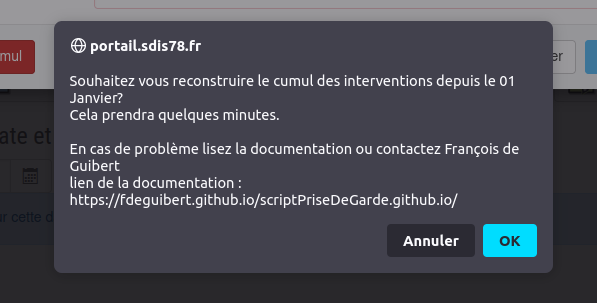 portail.sdis78.fr
mul
er
Souhaitez vous reconstruire le cumul des interventions depuis le 01
Janvier?
Cela prendra quelques minutes.
ate et
En cas de problème lisez la documentation ou contactez François de
Guibert
lien de la documentation :
https://fdeguibert.github.io/scriptPriseDeGarde.github.io/
ur cette d
Annuler
OK